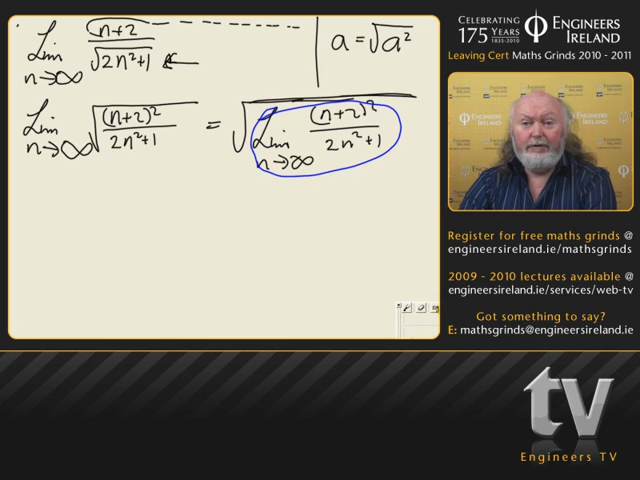 Lim n→∞ n+2 / √2n²+1
a = √a²
Lim n→∞ √(n+2)² / 2n²+1 = √Lim n→∞ (n+2)² / 2n²+1
CELEBRATING
175 YEARS
1835-2010
ENGINEERS
IRELAND
Leaving Cert Maths Grinds 2010 - 2011
Register for free maths grinds @
engineersireland.ie/mathsgrinds
2009 - 2010 lectures available @
engineersireland.ie/services/web-tv
Got something to say?
E: mathsgrinds@engineersireland.ie
tv
Engineers TV